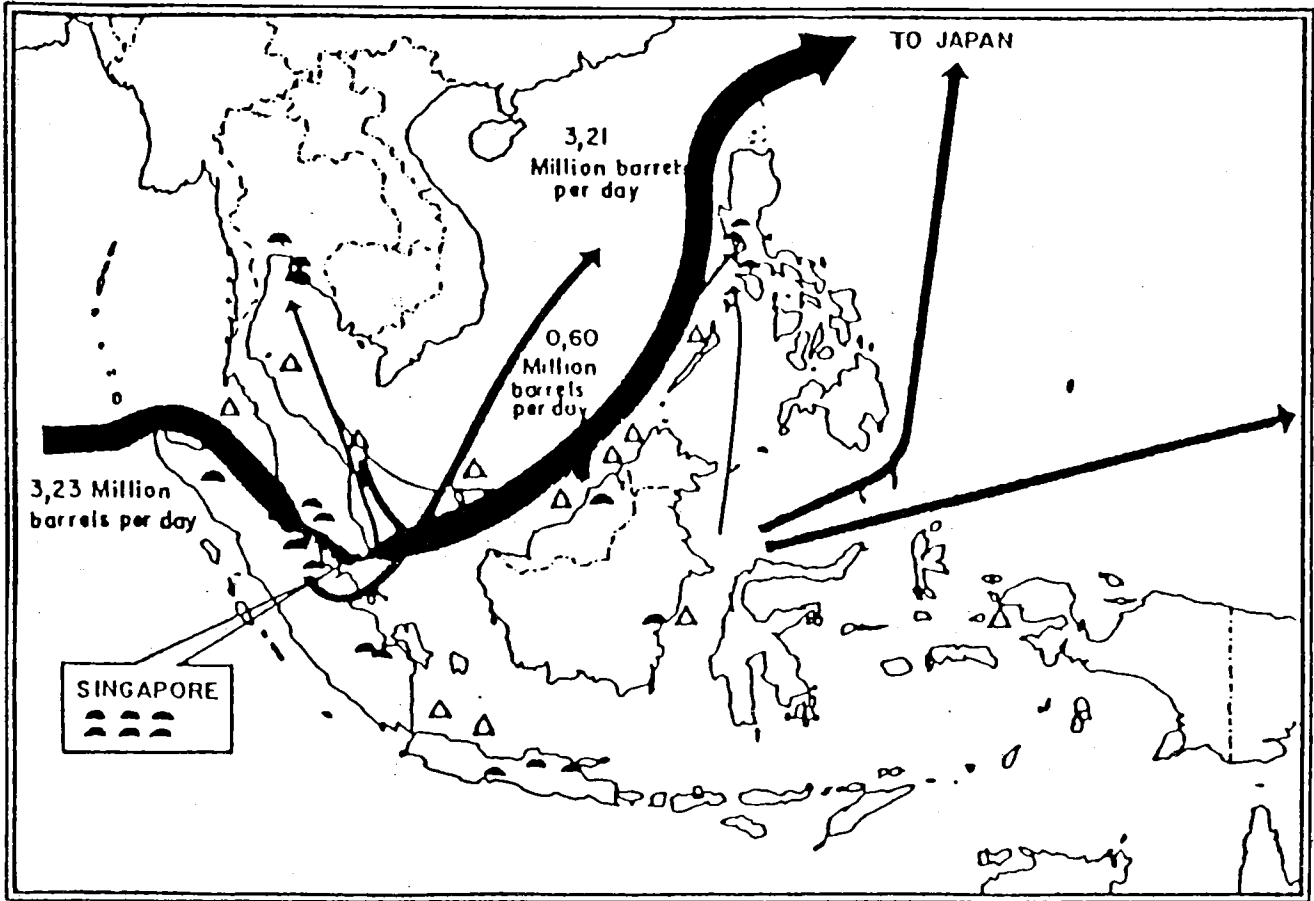 TO JAPAN
3,21
Million barrels
per day
0,60
Million
barrels
per day
3,23 Million
barrels per day
SINGAPORE